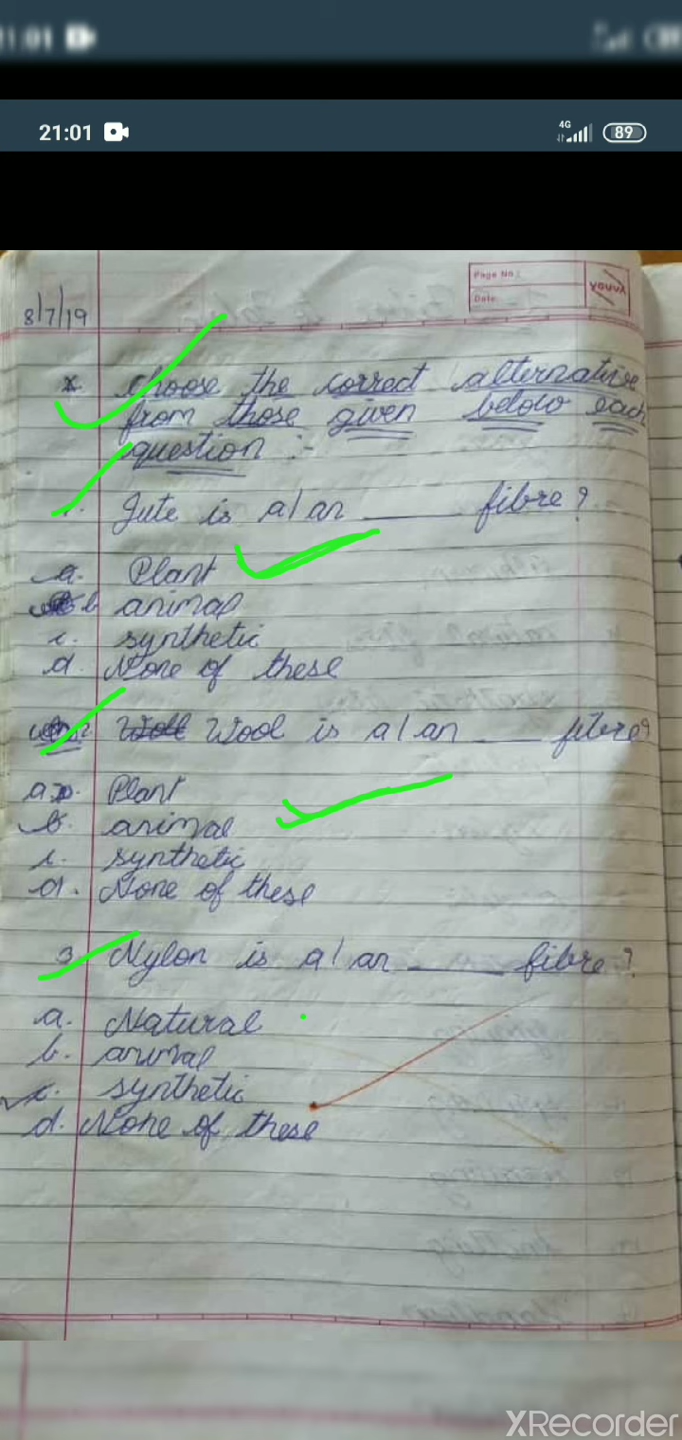 21:01
4G
89
Page No.:
Date
YOUVA
8/7/19
x. choose the correct alternative
from those given below each
question :-
1. Jute is a/an ______ fibre?
a. Plant
b animal
c. synthetic
d. None of these
2. Wool is a/an ______ fibre?
a. Plant
b. animal
c. synthetic
d. None of these
3 Nylon is a/an ______ fibre?
a. Natural
b. animal
c. synthetic
d. None of these
XRecorder